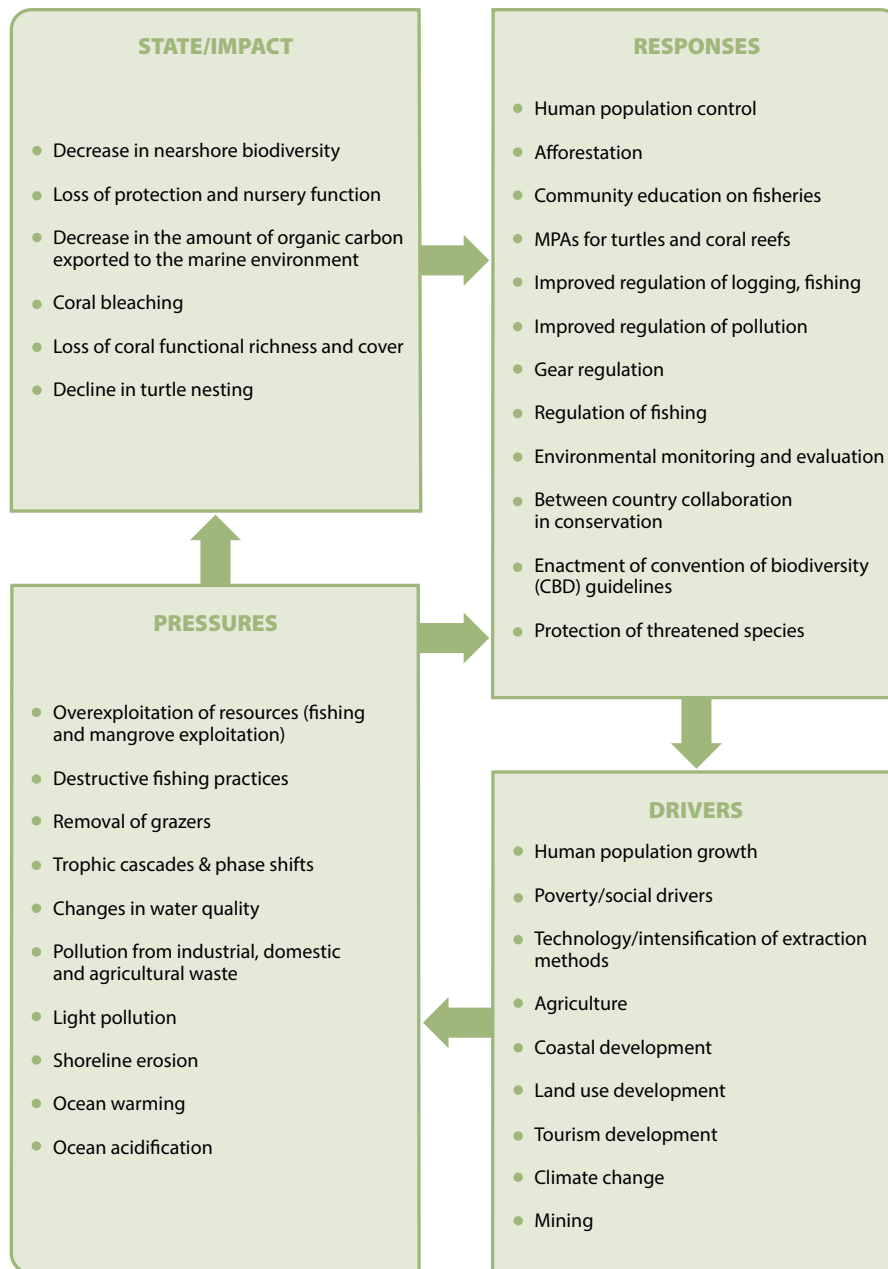 STATE/IMPACT
• Decrease in nearshore biodiversity
• Loss of protection and nursery function
• Decrease in the amount of organic carbon
exported to the marine environment
• Coral bleaching
• Loss of coral functional richness and cover
• Decline in turtle nesting
RESPONSES
• Human population control
• Afforestation
• Community education on fisheries
• MPAs for turtles and coral reefs
• Improved regulation of logging, fishing
• Improved regulation of pollution
• Gear regulation
• Regulation of fishing
• Environmental monitoring and evaluation
• Between country collaboration
in conservation
• Enactment of convention of biodiversity
(CBD) guidelines
• Protection of threatened species
PRESSURES
• Overexploitation of resources (fishing
and mangrove exploitation)
• Destructive fishing practices
• Removal of grazers
• Trophic cascades & phase shifts
• Changes in water quality
• Pollution from industrial, domestic
and agricultural waste
• Light pollution
• Shoreline erosion
• Ocean warming
• Ocean acidification
DRIVERS
• Human population growth
• Poverty/social drivers
• Technology/intensification of extraction
methods
• Agriculture
• Coastal development
• Land use development
• Tourism development
• Climate change
• Mining